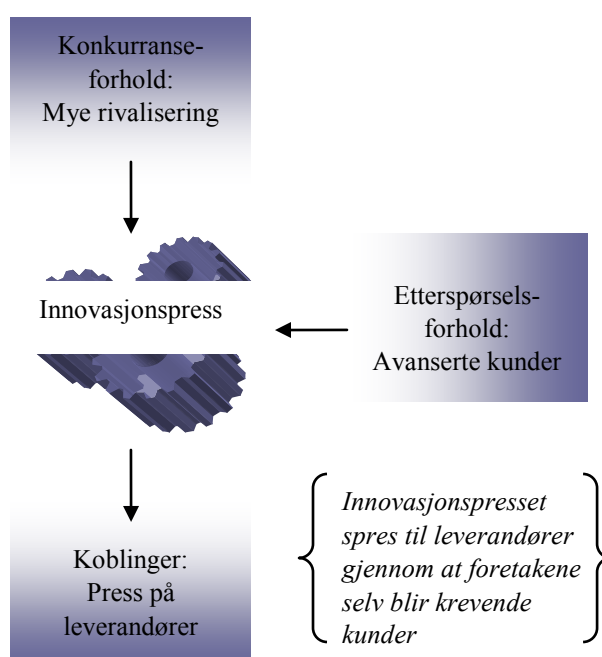 Konkurranse-
forhold:
Mye rivalisering
Innovasjonspress
Etterspørsels-
forhold:
Avanserte kunder
Koblinger:
Press på
leverandører
Innovasjonspresset
spres til leverandører
gjennom at foretakene
selv blir krevende
kunder